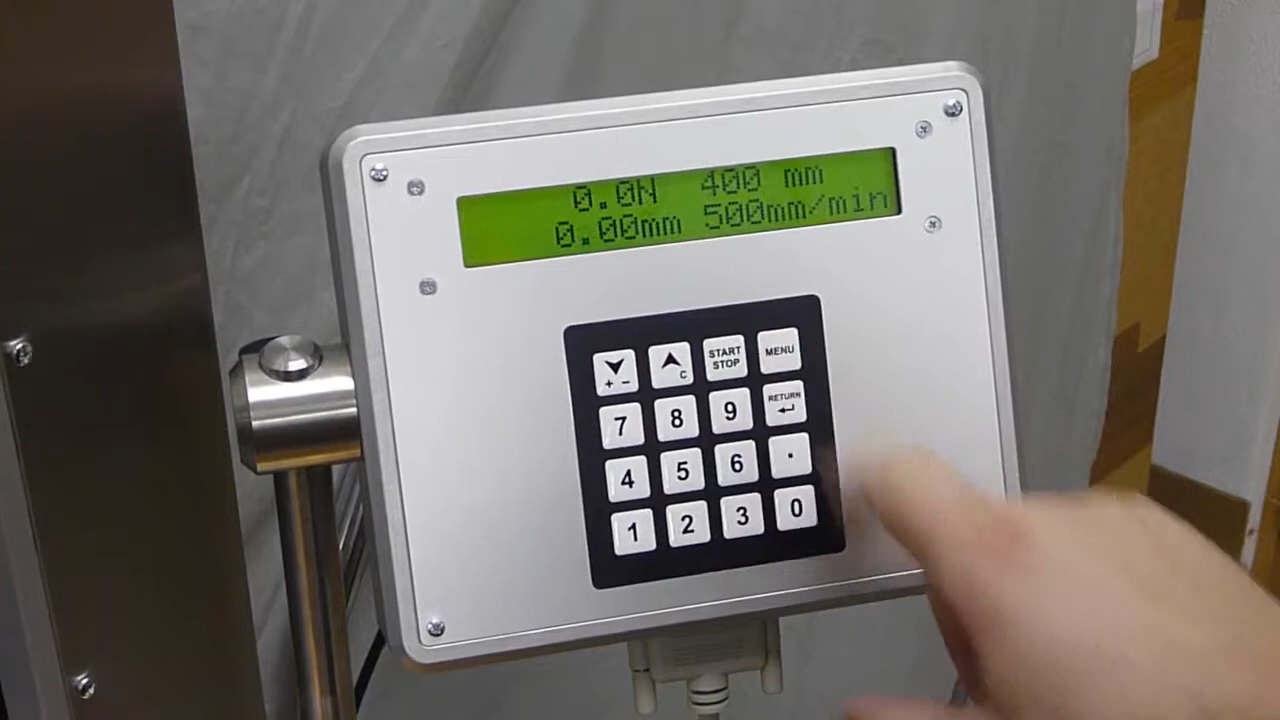 0.0N 400 mm
0.00mm 500mm/min
+ − C START STOP MENU
7 8 9 RETURN
4 5 6 .
1 2 3 0